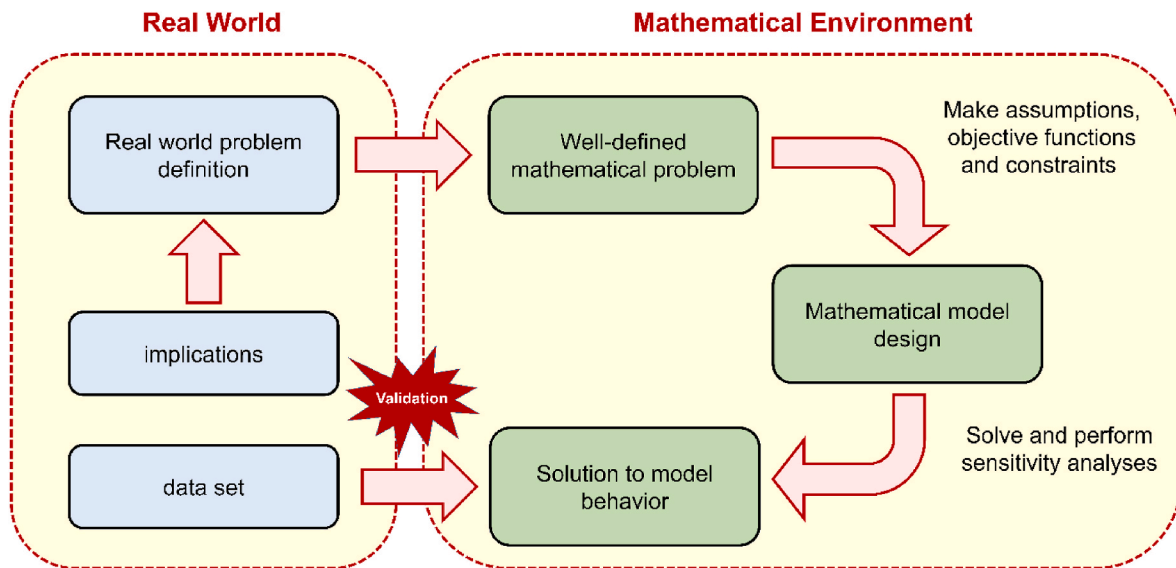 Real World
Mathematical Environment
Real world problem
definition
Well-defined
mathematical problem
Make assumptions,
objective functions
and constraints
Mathematical model
design
implications
Validation
data set
Solution to model
behavior
Solve and perform
sensitivity analyses